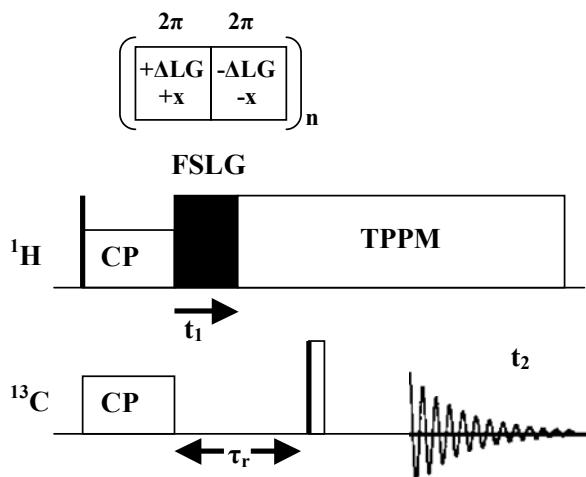 2π 2π
+ΔLG -ΔLG
+x -x
n
FSLG
¹H CP TPPM
t₁
¹³C CP t₂
τᵣ